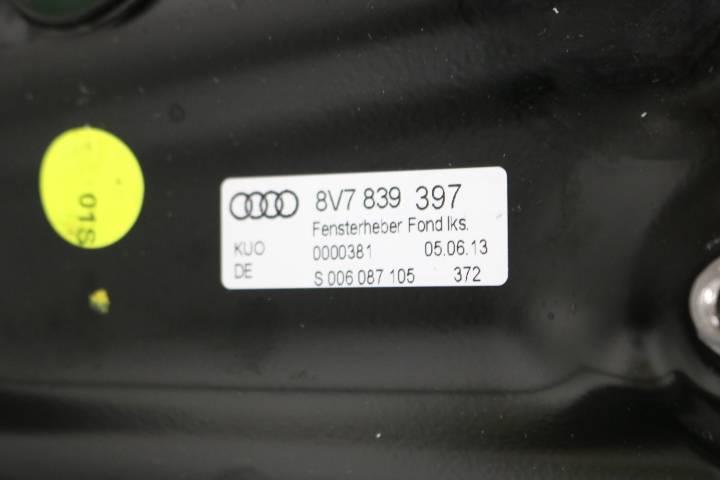 8V7 839 397
Fensterheber Fond lks.
KUO 0000381 05.06.13
DE S 006 087 105 372
01S